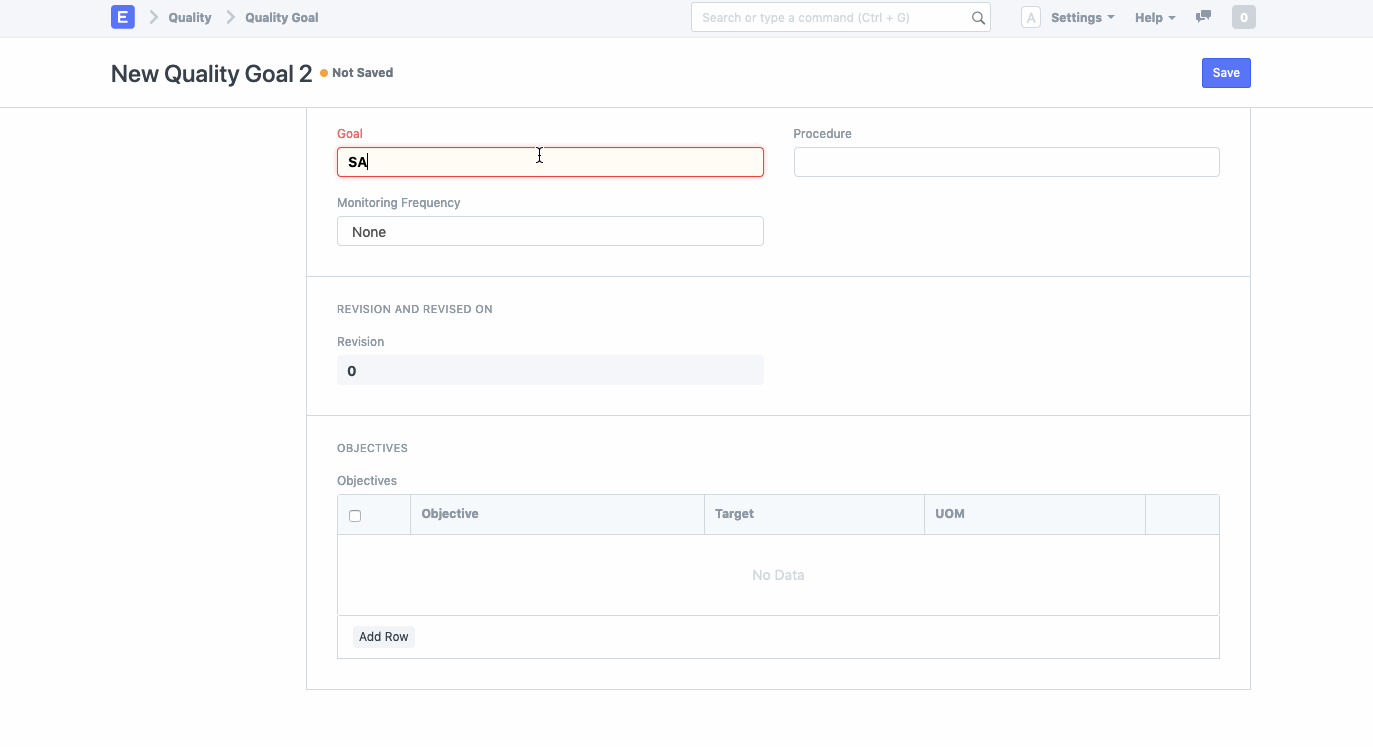 E Quality Quality Goal Search or type a command (Ctrl + G) A Settings Help 0
New Quality Goal 2 Not Saved Save
Goal Procedure
SA
Monitoring Frequency
None
REVISION AND REVISED ON
Revision
0
OBJECTIVES
Objectives
Objective Target UOM
No Data
Add Row